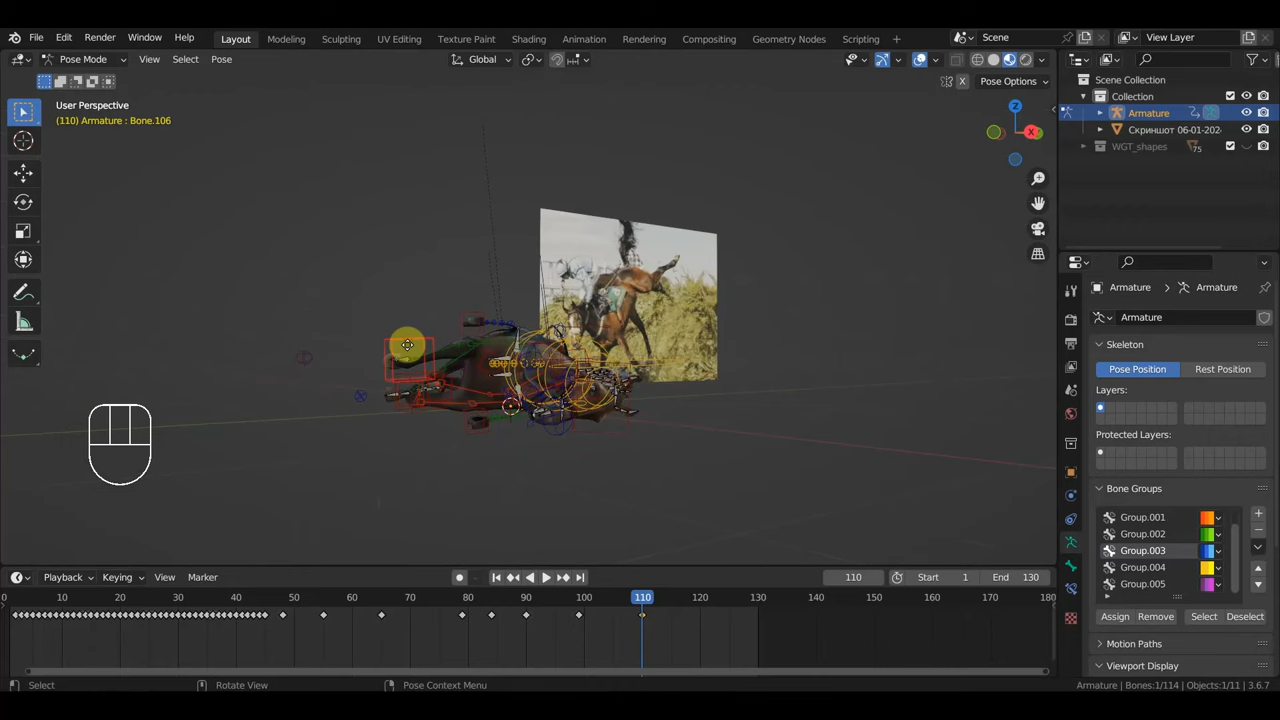 File Edit Render Window Help Layout Modeling Sculpting UV Editing Texture Paint Shading Animation Rendering Compositing Geometry Nodes Scripting + Scene View Layer
Pose Mode View Select Pose Global
X Pose Options
User Perspective
(110) Armature : Bone.106
Z
X
Scene Collection
Collection
Armature
Скриншот 06-01-202
WGT_shapes 75
Armature > Armature
Armature
Skeleton
Pose Position Rest Position
Layers:
Protected Layers:
Bone Groups
Group.001
Group.002
Group.003
Group.004
Group.005
Assign Remove Select Deselect
Motion Paths
Viewport Display
Playback Keying View Marker 110 Start 1 End 130
0 10 20 30 40 50 60 70 80 90 100 110 120 130 140 150 160 170 180
Select Rotate View Pose Context Menu Armature | Bones:1/114 | Objects:1/11 | 3.6.7